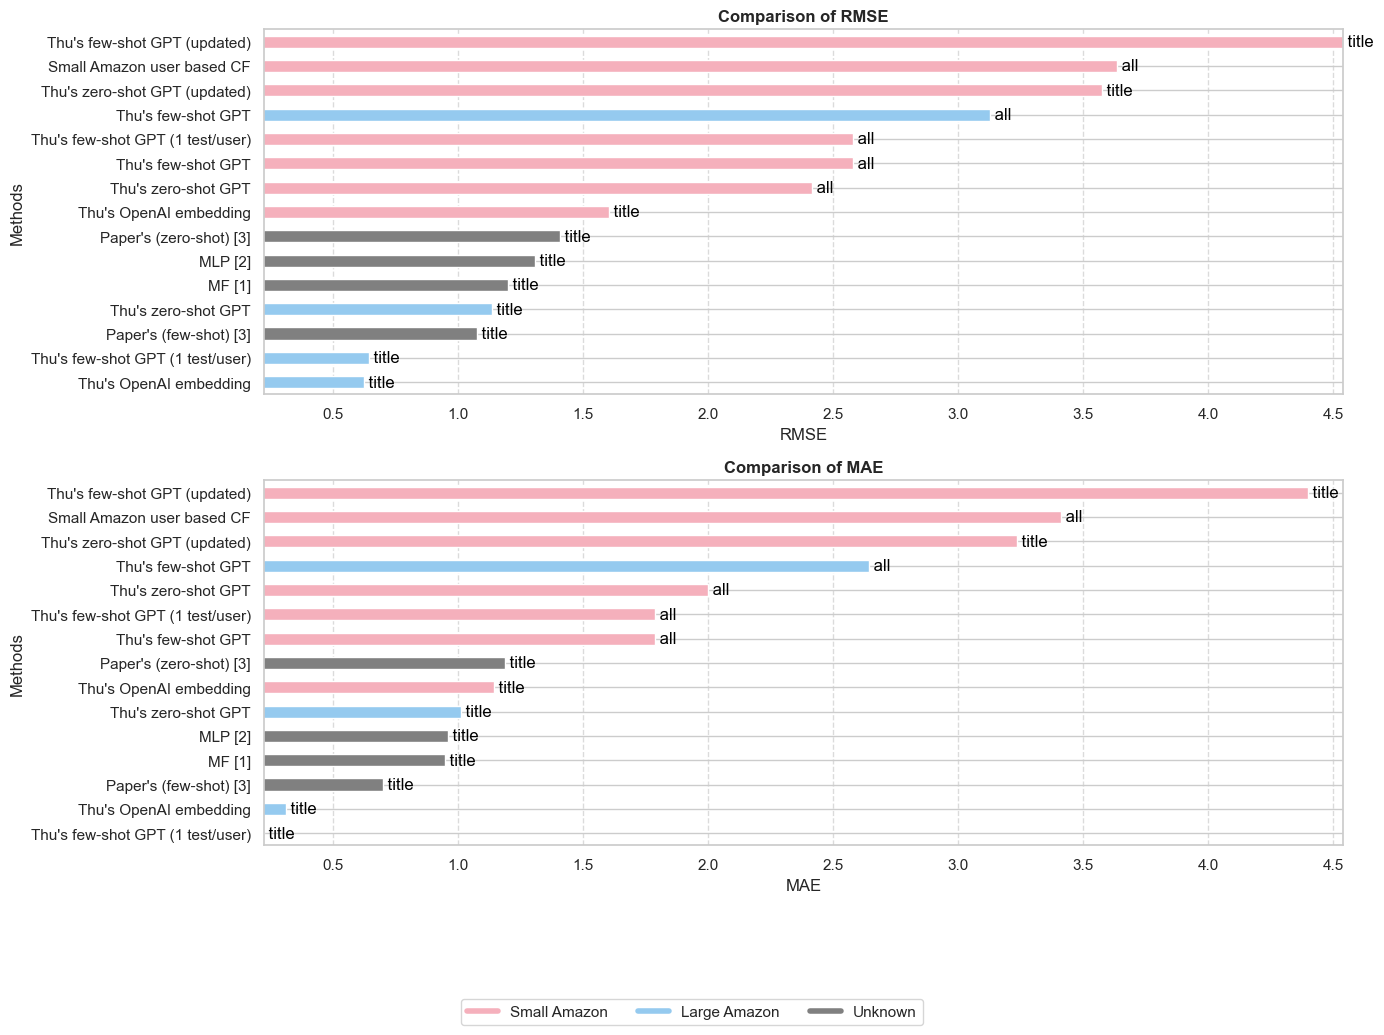 Comparison of RMSE
Methods
Thu's few-shot GPT (updated) title
Small Amazon user based CF all
Thu's zero-shot GPT (updated) title
Thu's few-shot GPT all
Thu's few-shot GPT (1 test/user) all
Thu's few-shot GPT all
Thu's zero-shot GPT all
Thu's OpenAI embedding title
Paper's (zero-shot) [3] title
MLP [2] title
MF [1] title
Thu's zero-shot GPT title
Paper's (few-shot) [3] title
Thu's few-shot GPT (1 test/user) title
Thu's OpenAI embedding title
0.5 1.0 1.5 2.0 2.5 3.0 3.5 4.0 4.5
RMSE
Comparison of MAE
Methods
Thu's few-shot GPT (updated) title
Small Amazon user based CF all
Thu's zero-shot GPT (updated) title
Thu's few-shot GPT all
Thu's zero-shot GPT all
Thu's few-shot GPT (1 test/user) all
Thu's few-shot GPT all
Paper's (zero-shot) [3] title
Thu's OpenAI embedding title
Thu's zero-shot GPT title
MLP [2] title
MF [1] title
Paper's (few-shot) [3] title
Thu's OpenAI embedding title
Thu's few-shot GPT (1 test/user) title
0.5 1.0 1.5 2.0 2.5 3.0 3.5 4.0 4.5
MAE
Small Amazon Large Amazon Unknown